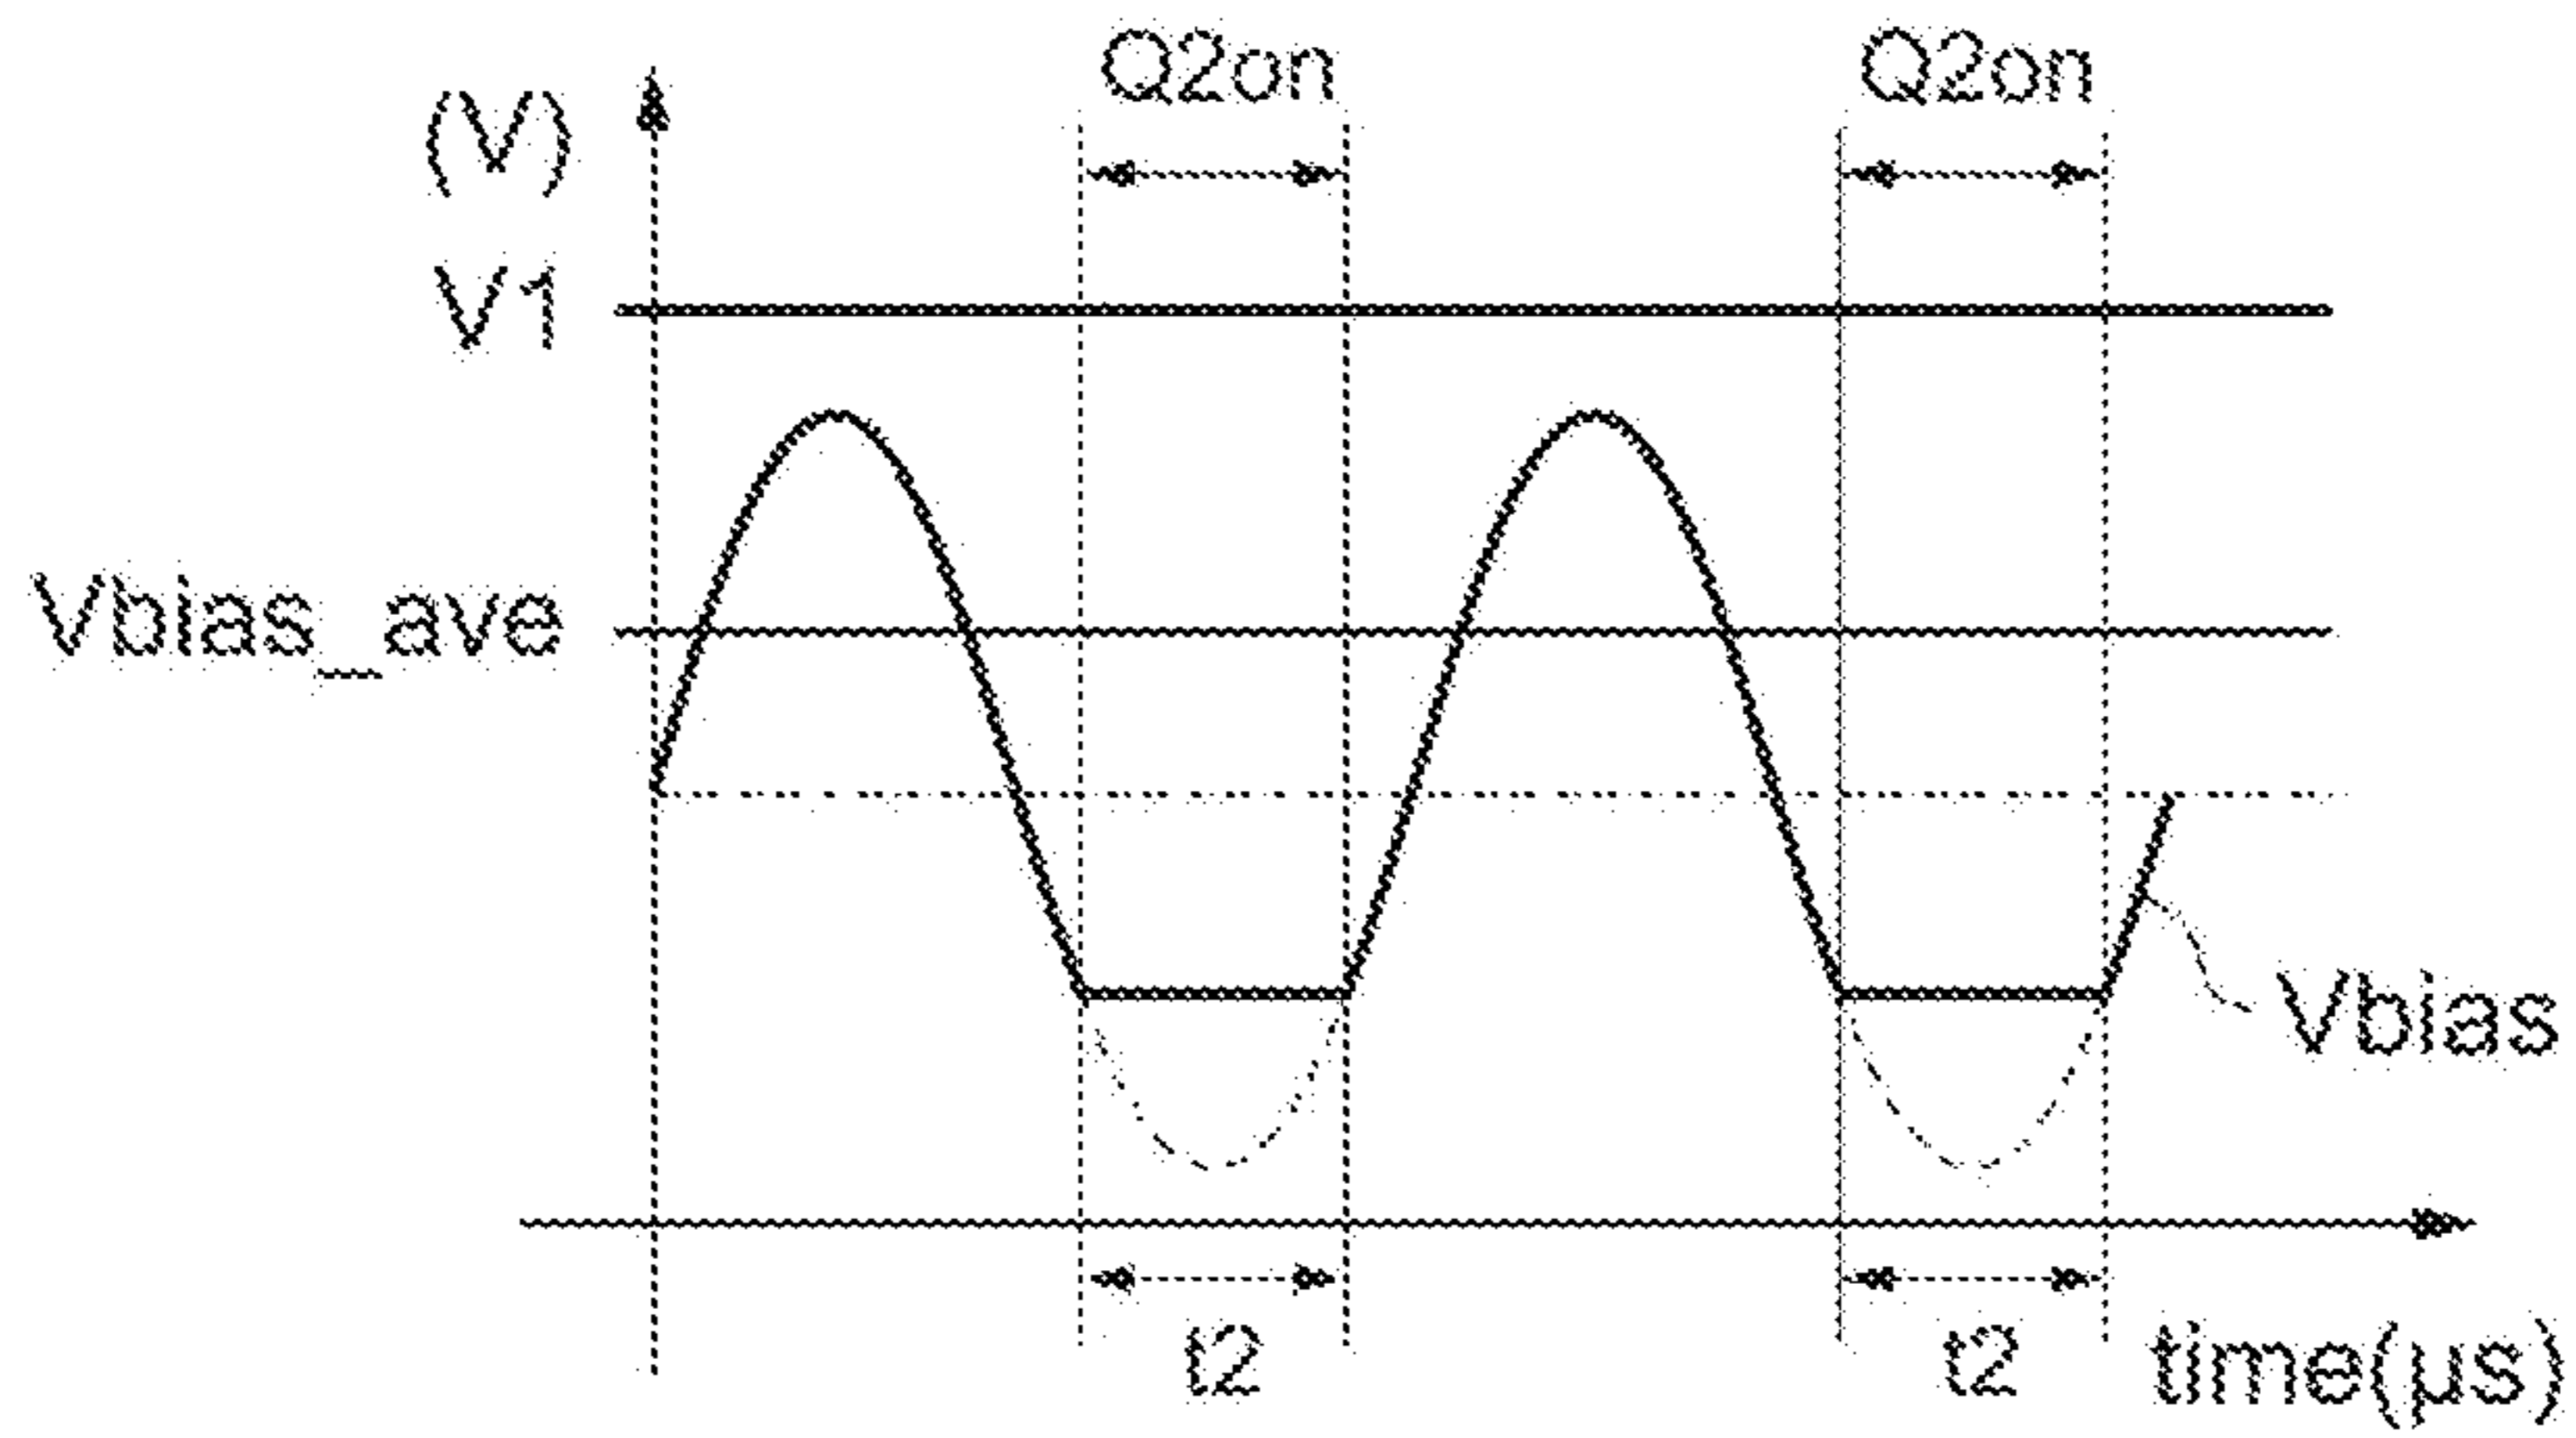 Q2on
Q2on
(V)
V1
Vbias_ave
Vbias
t2
t2
time(µs)